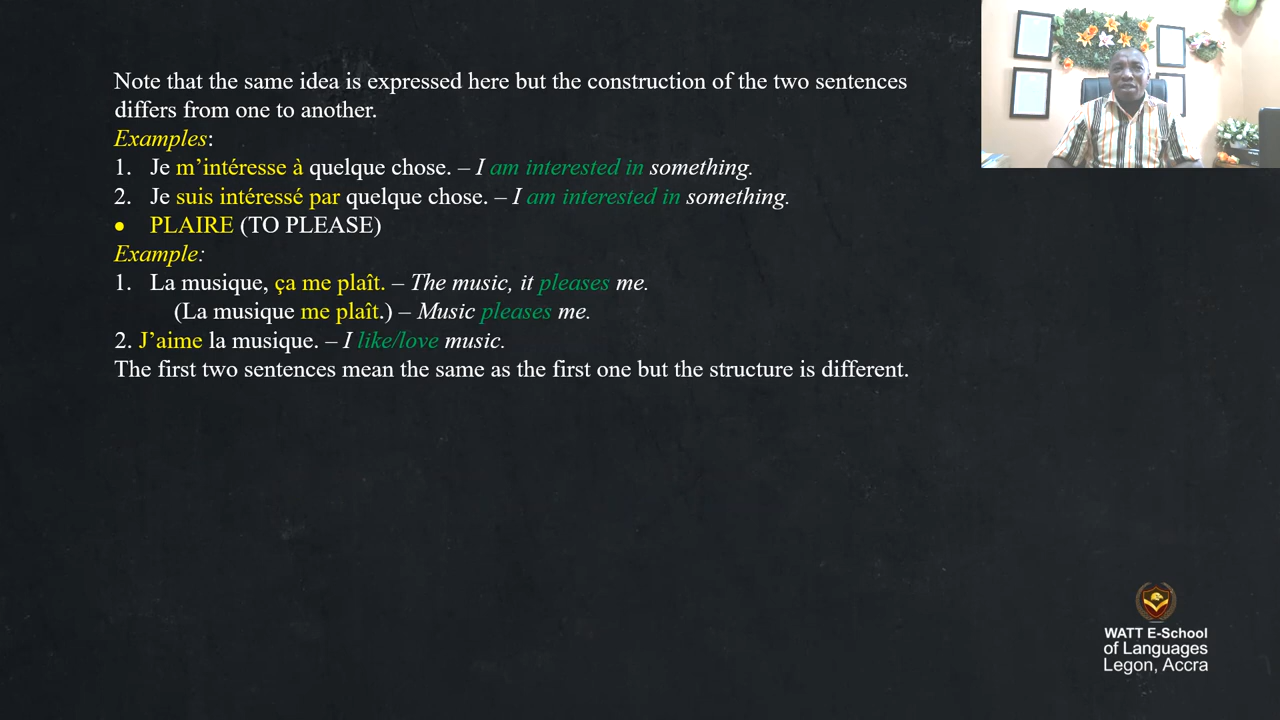 Note that the same idea is expressed here but the construction of the two sentences
differs from one to another.
Examples:
1. Je m’intéresse à quelque chose. – I am interested in something.
2. Je suis intéressé par quelque chose. – I am interested in something.
• PLAIRE (TO PLEASE)
Example:
1. La musique, ça me plaît. – The music, it pleases me.
(La musique me plaît.) – Music pleases me.
2. J’aime la musique. – I like/love music.
The first two sentences mean the same as the first one but the structure is different.
WATT E-School
of Languages
Legon, Accra